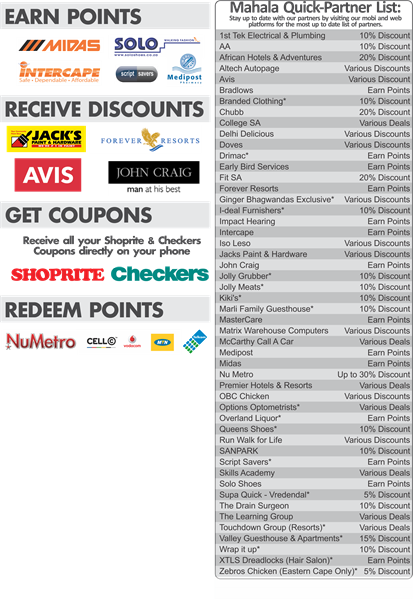 EARN POINTS
MIDAS
SOLO
WALKING FASHION
www.soloshoes.co.za
INTERCAPE
Safe • Dependable • Affordable
script savers
Medipost
RECEIVE DISCOUNTS
JACK'S
PAINT & HARDWARE
FOREVER RESORTS
AVIS
JOHN CRAIG
man at his best
GET COUPONS
Receive all your Shoprite & Checkers
Coupons directly on your phone
SHOPRITE Checkers
REDEEM POINTS
NuMetro
CELL C
vodacom
MTN
Mahala Quick-Partner List:
Stay up to date with our partners by visiting our mobi and web
platforms for the most up to date list of partners.
1st Tek Electrical & Plumbing 10% Discount
AA 10% Discount
African Hotels & Adventures 20% Discount
Altech Autopage Various Discounts
Avis Various Discount
Bradlows Earn Points
Branded Clothing* Various Discounts
Chubb 20% Discount
College SA Various Deals
Delhi Delicious Various Discounts
Doves Various Discounts
Drimac* Earn Points
Early Bird Services Earn Points
Fit SA 20% Discount
Forever Resorts Earn Points
Ginger Bhagwandas Exclusive* Various Discounts
I-deal Furnishers* 10% Discount
Impact Hearing Earn Points
Intercape Earn Points
Iso Leso Various Discounts
Jacks Paint & Hardware Various Discounts
John Craig Earn Points
Jolly Grubber* 10% Discount
Jolly Meats* 10% Discount
Kiki's* 10% Discount
Marli Family Guesthouse* 10% Discount
MasterCare Earn Points
Matrix Warehouse Computers Various Discounts
McCarthy Call A Car Various Deals
Medipost Earn Points
Midas Earn Points
Nu Metro Up to 30% Discount
Premier Hotels & Resorts Various Deals
OBC Chicken Various Discounts
Options Optometrists* Various Deals
Overland Liquor* Earn Points
Queens Shoes* 10% Discount
Run Walk for Life Various Discounts
SANPARK 10% Discount
Script Savers* Earn Points
Skills Academy Various Deals
Solo Shoes Earn Points
Supa Quick - Vredendal* 5% Discount
The Drain Surgeon 10% Discount
The Learning Group Various Deals
Touchdown Group (Resorts)* Various Deals
Valley Guesthouse & Apartments* 15% Discount
Wrap it up* 10% Discount
XTLS Dreadlocks (Hair Salon)* Earn Points
Zebros Chicken (Eastern Cape Only)* 5% Discount